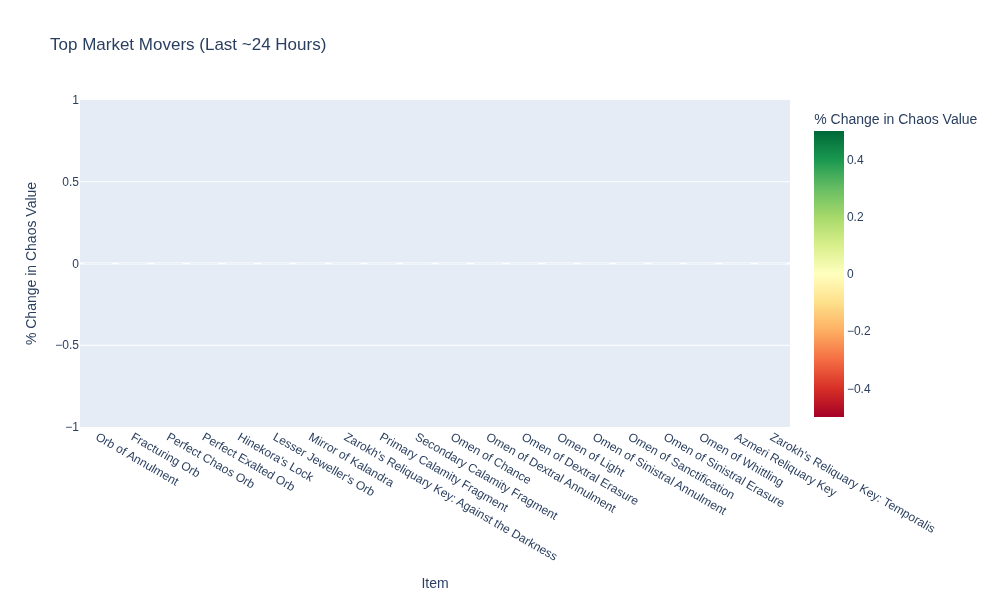 Top Market Movers (Last ~24 Hours)
% Change in Chaos Value
1
0.5
0
−0.5
−1
% Change in Chaos Value
0.4
0.2
0
−0.2
−0.4
Orb of Annulment
Fracturing Orb
Perfect Chaos Orb
Perfect Exalted Orb
Hinekora's Lock
Lesser Jeweller's Orb
Mirror of Kalandra
Zarokh's Reliquary Key: Against the Darkness
Primary Calamity Fragment
Secondary Calamity Fragment
Omen of Chance
Omen of Dextral Annulment
Omen of Dextral Erasure
Omen of Light
Omen of Sinistral Annulment
Omen of Sanctification
Omen of Sinistral Erasure
Omen of Whittling
Azmeri Reliquary Key
Zarokh's Reliquary Key: Temporalis
Item